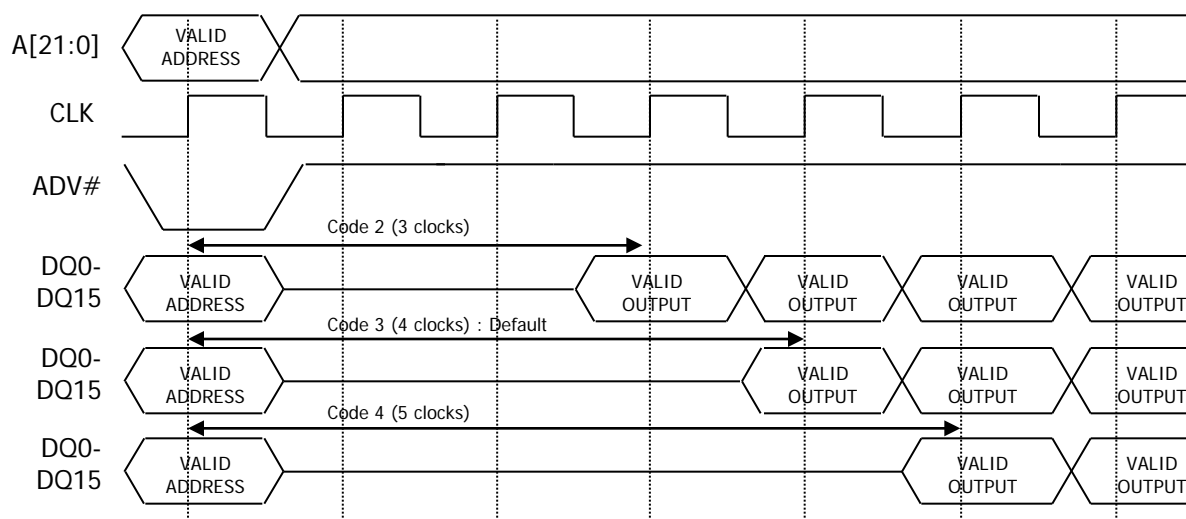 A[21:0]
VALID
ADDRESS
CLK
ADV#
Code 2 (3 clocks)
DQ0-
DQ15
VALID
ADDRESS
VALID
OUTPUT
VALID
OUTPUT
VALID
OUTPUT
VALID
OUTPUT
Code 3 (4 clocks) : Default
DQ0-
DQ15
VALID
ADDRESS
VALID
OUTPUT
VALID
OUTPUT
VALID
OUTPUT
Code 4 (5 clocks)
DQ0-
DQ15
VALID
ADDRESS
VALID
OUTPUT
VALID
OUTPUT